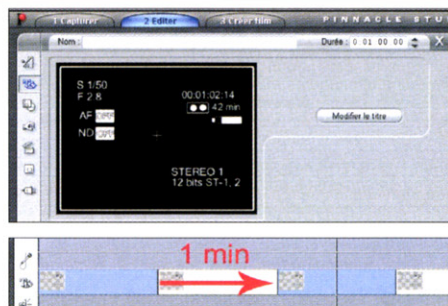 1 Capturer 2 Editer 3 Créer film PINNACLE STU
Nom : Durée : 0 01 00 00 X
S 1/50
F 2.8
00:01:02:14
42 min
AF OFF
ND OFF
Modifier le titre
STEREO 1
12 bits ST-1, 2
1 min